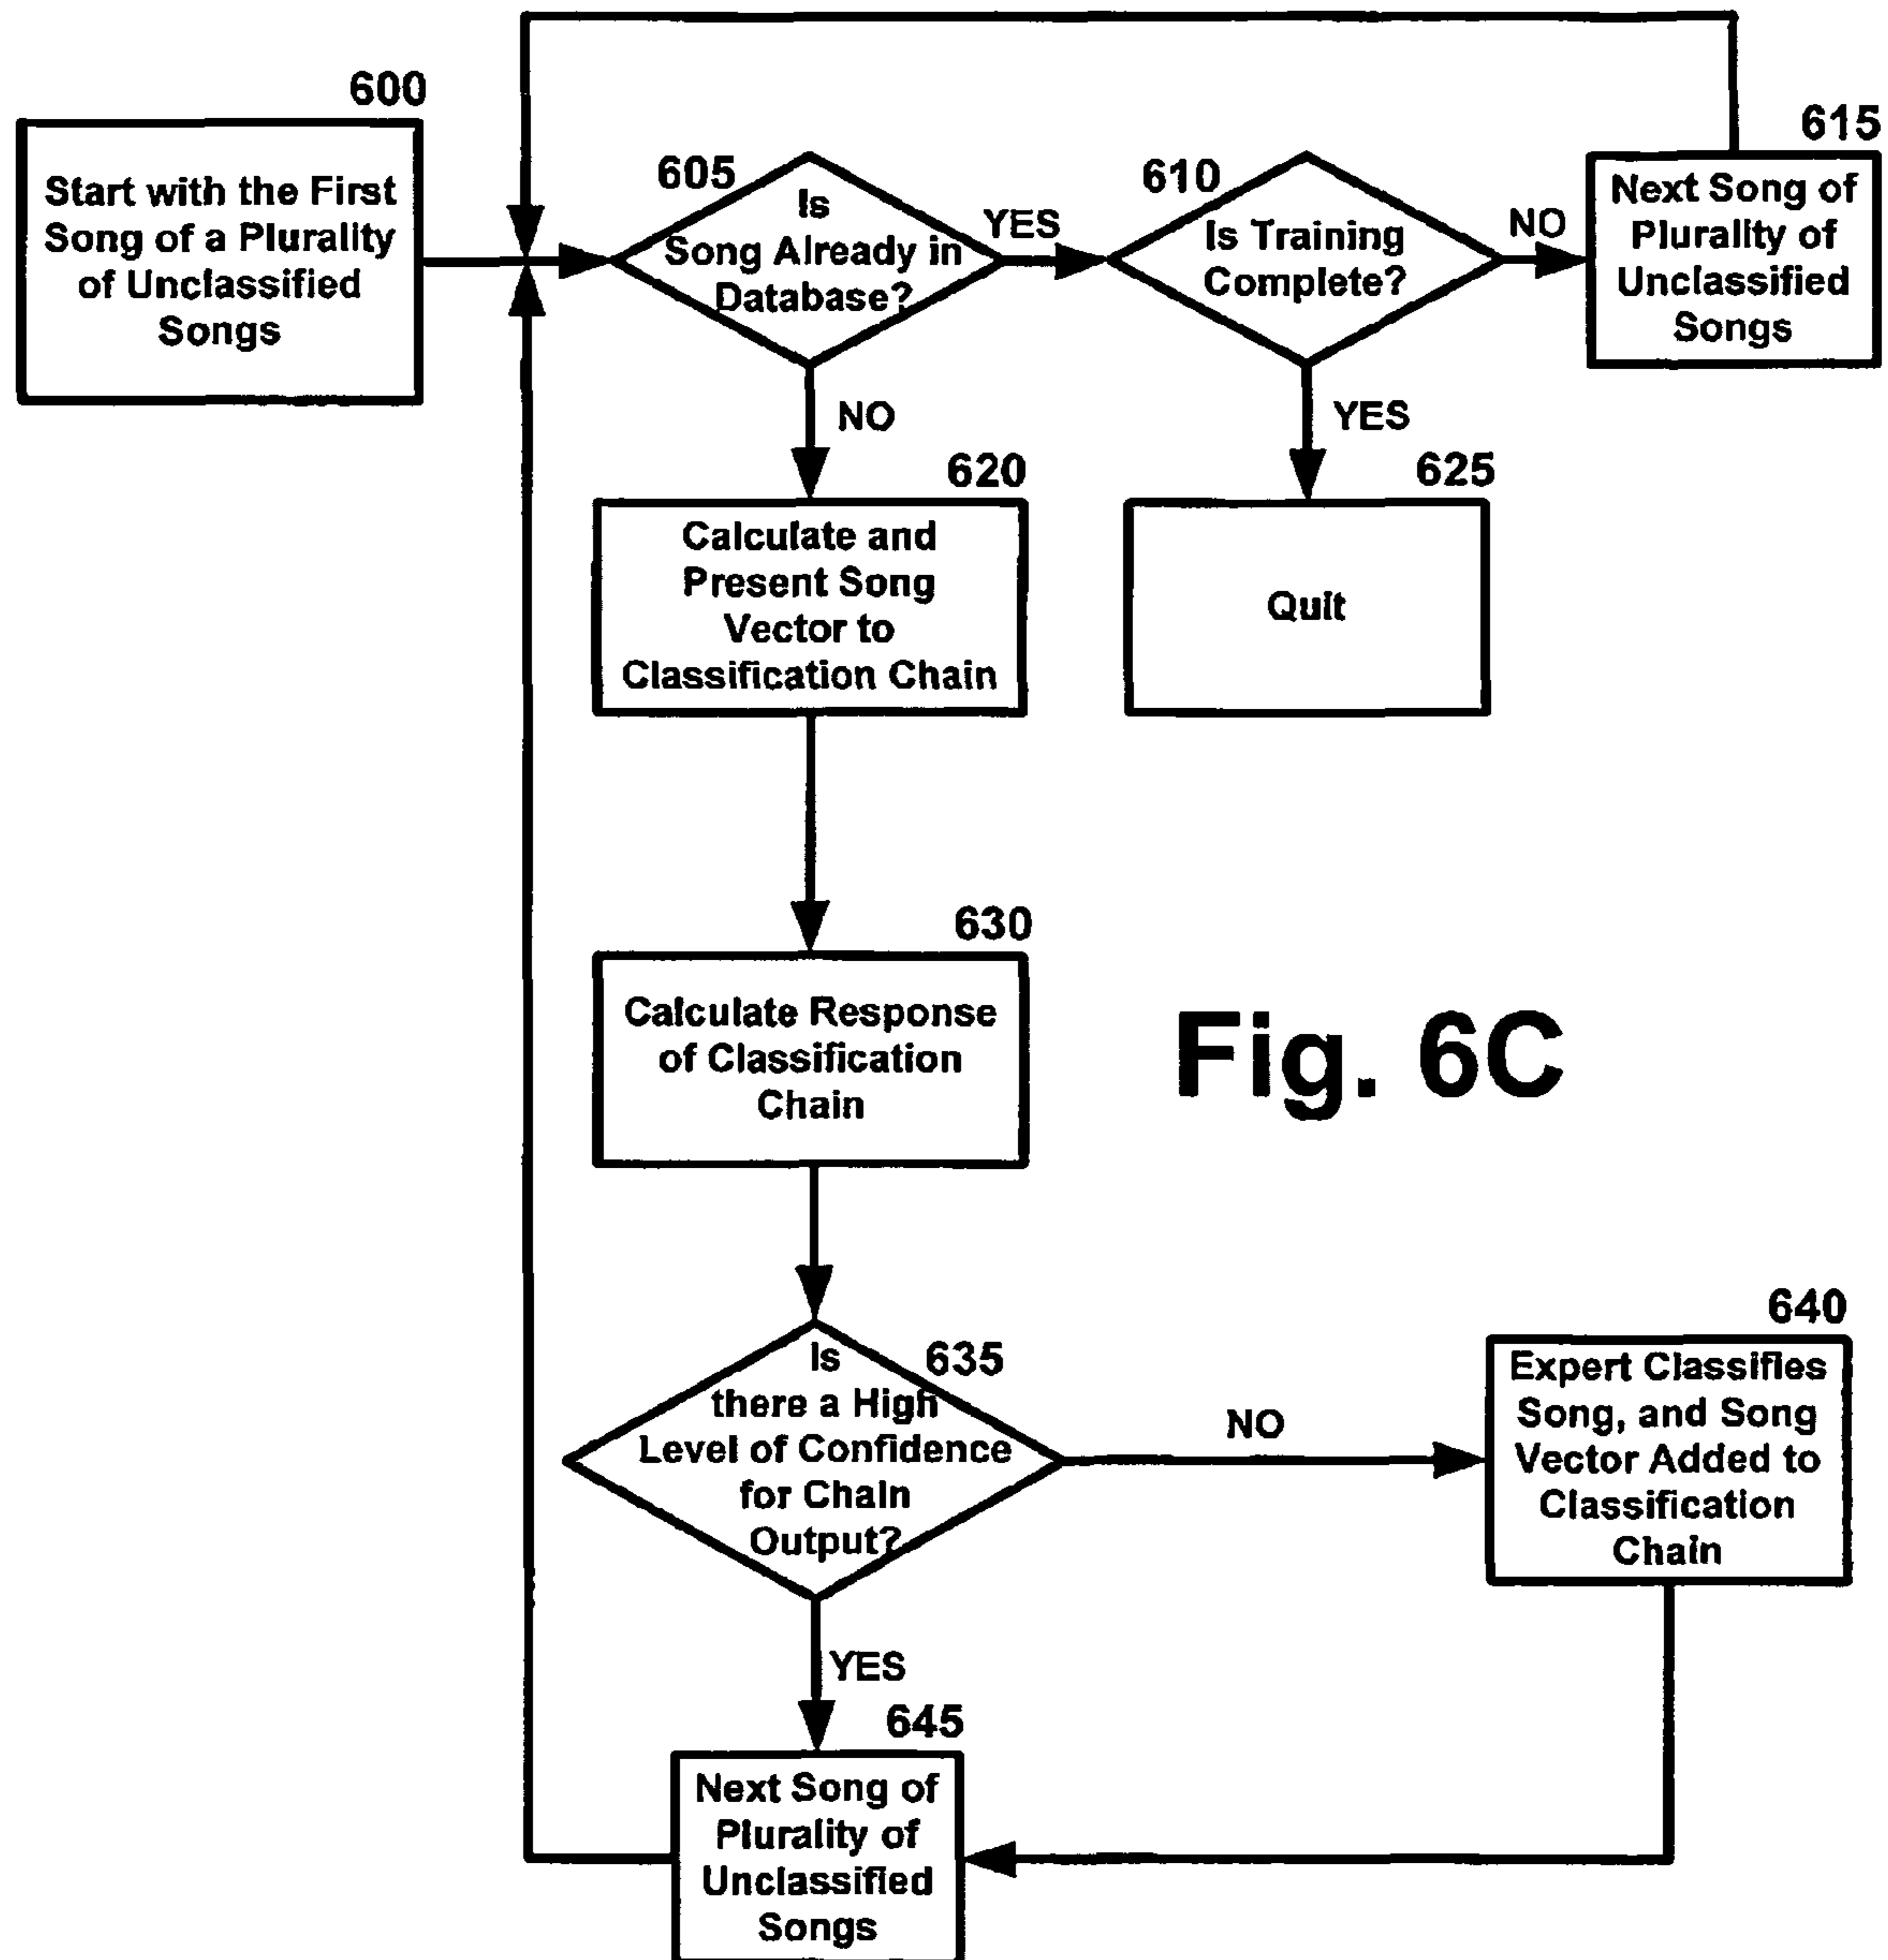 600
Start with the First
Song of a Plurality
of Unclassified
Songs
605
Is
Song Already in
Database?
YES
610
Is Training
Complete?
NO
615
Next Song of
Plurality of
Unclassified
Songs
NO
YES
620
Calculate and
Present Song
Vector to
Classification Chain
625
Quit
630
Calculate Response
of Classification
Chain
Fig. 6C
635
Is
there a High
Level of Confidence
for Chain
Output?
NO
640
Expert Classifies
Song, and Song
Vector Added to
Classification
Chain
YES
645
Next Song of
Plurality of
Unclassified
Songs